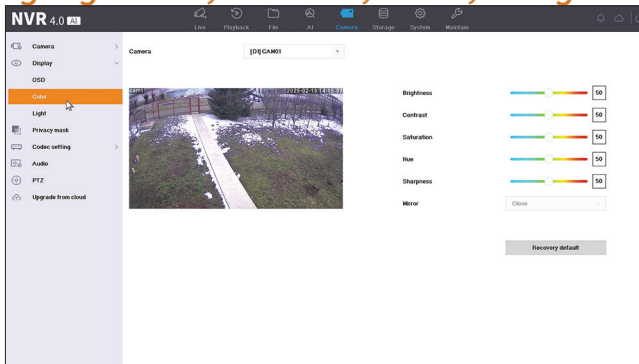 NVR 4.0 AI
Live Playback File AI Camera Storage System Maintain
Camera
Display
OSD
Color
Light
Privacy mask
Codec setting
Audio
PTZ
Upgrade from cloud
Camera [D1] CAM01
cam1
Brightness 50
Contrast 50
Saturation 50
Hue 50
Sharpness 50
Mirror Close
Recovery default